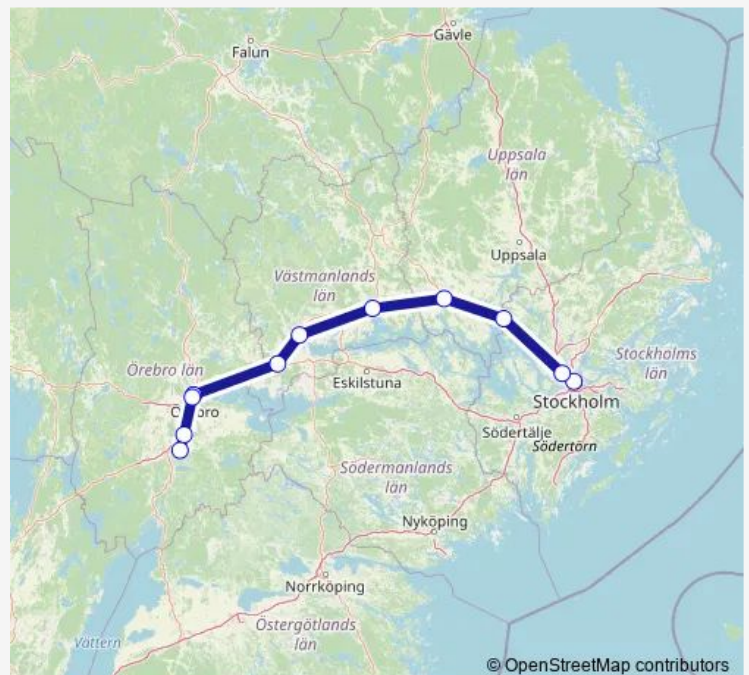 Gävle
Falun
Uppsala
län
Uppsala
Västmanlands
län
Örebro län
Stockholms
län
Eskilstuna
Stockholm
Södertälje
Södertörn
Södermanlands
län
Nyköping
Norrköping
Östergötlands
län
Vättern
© OpenStreetMap contributors